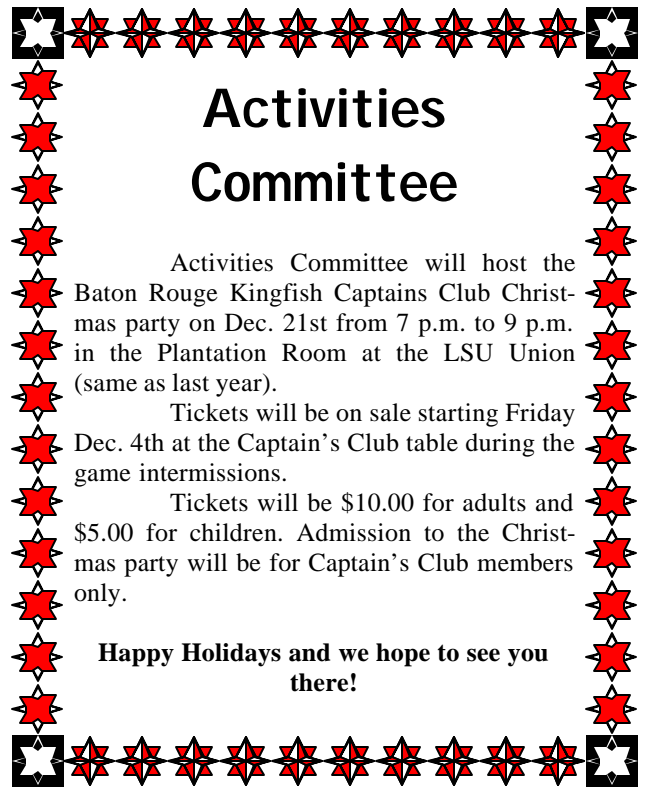 Activities
Committee
Activities Committee will host the
Baton Rouge Kingfish Captains Club Christ-
mas party on Dec. 21st from 7 p.m. to 9 p.m.
in the Plantation Room at the LSU Union
(same as last year).
Tickets will be on sale starting Friday
Dec. 4th at the Captain's Club table during the
game intermissions.
Tickets will be $10.00 for adults and
$5.00 for children. Admission to the Christ-
mas party will be for Captain's Club members
only.
Happy Holidays and we hope to see you
there!